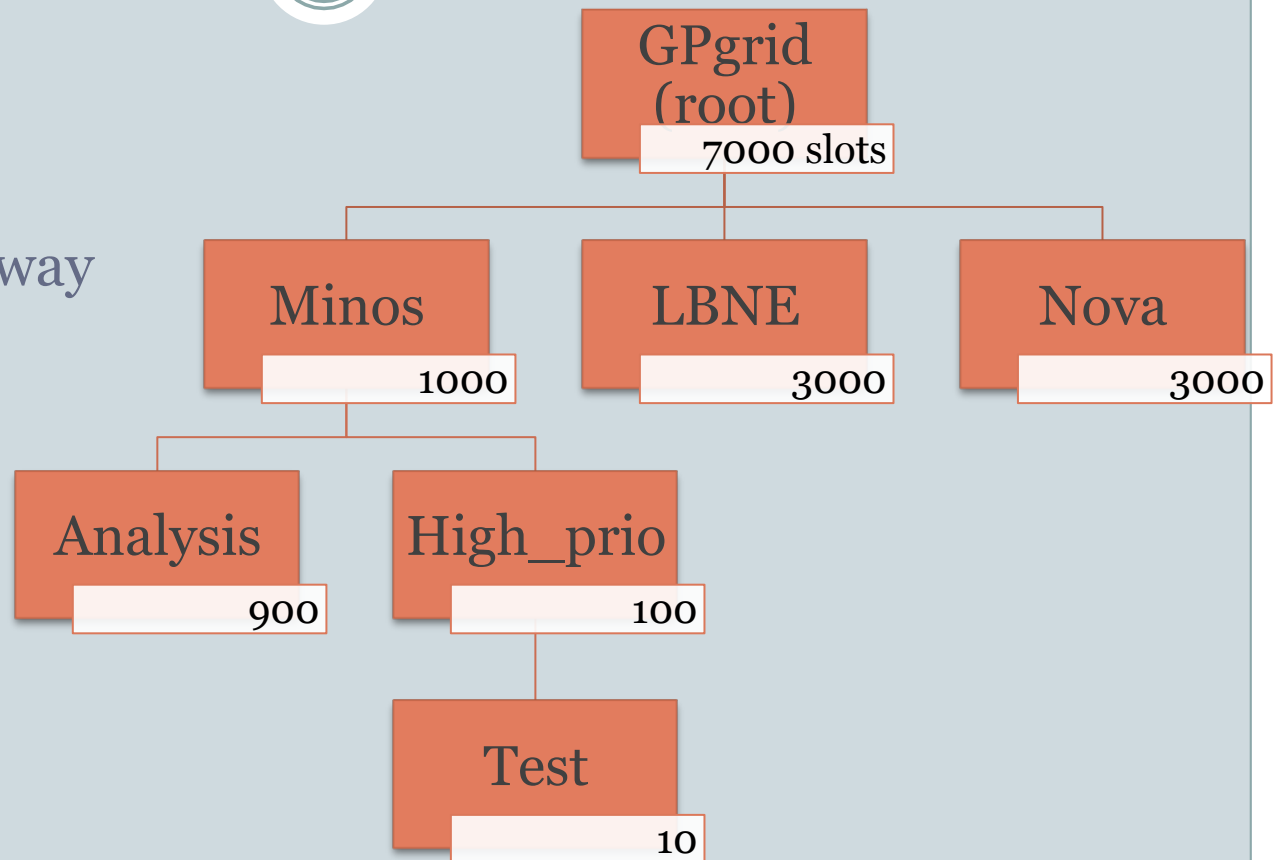 GPgrid
(root)
7000 slots
way
Minos
1000
LBNE
3000
Nova
3000
Analysis
900
High_prio
100
Test
10